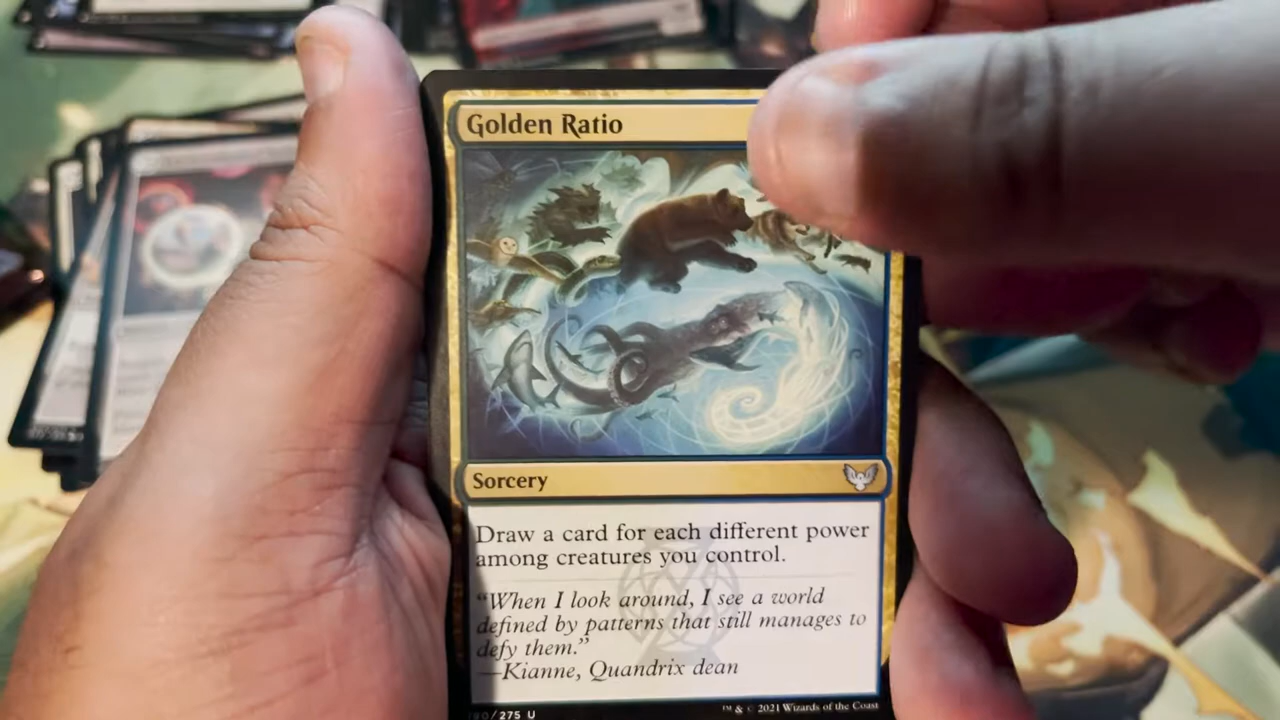 Golden Ratio
Sorcery
Draw a card for each different power
among creatures you control.
“When I look around, I see a world
defined by patterns that still manages to
defy them.”
—Kianne, Quandrix dean
/275 U
™ & © 2021 Wizards of the Coast